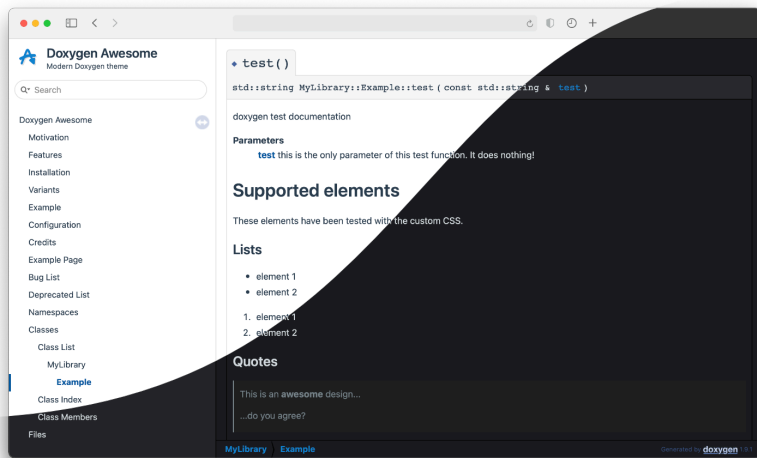 Doxygen Awesome
Modern Doxygen theme
Search
Doxygen Awesome
Motivation
Features
Installation
Variants
Example
Configuration
Credits
Example Page
Bug List
Deprecated List
Namespaces
Classes
Class List
MyLibrary
Example
Class Index
Class Members
Files
◆ test()
std::string MyLibrary::Example::test ( const std::string & test )
doxygen test documentation
Parameters
test this is the only parameter of this test function. It does nothing!
Supported elements
These elements have been tested with the custom CSS.
Lists
• element 1
• element 2
1. element 1
2. element 2
Quotes
This is an awesome design...
...do you agree?
MyLibrary Example
Generated by doxygen 1.9.1